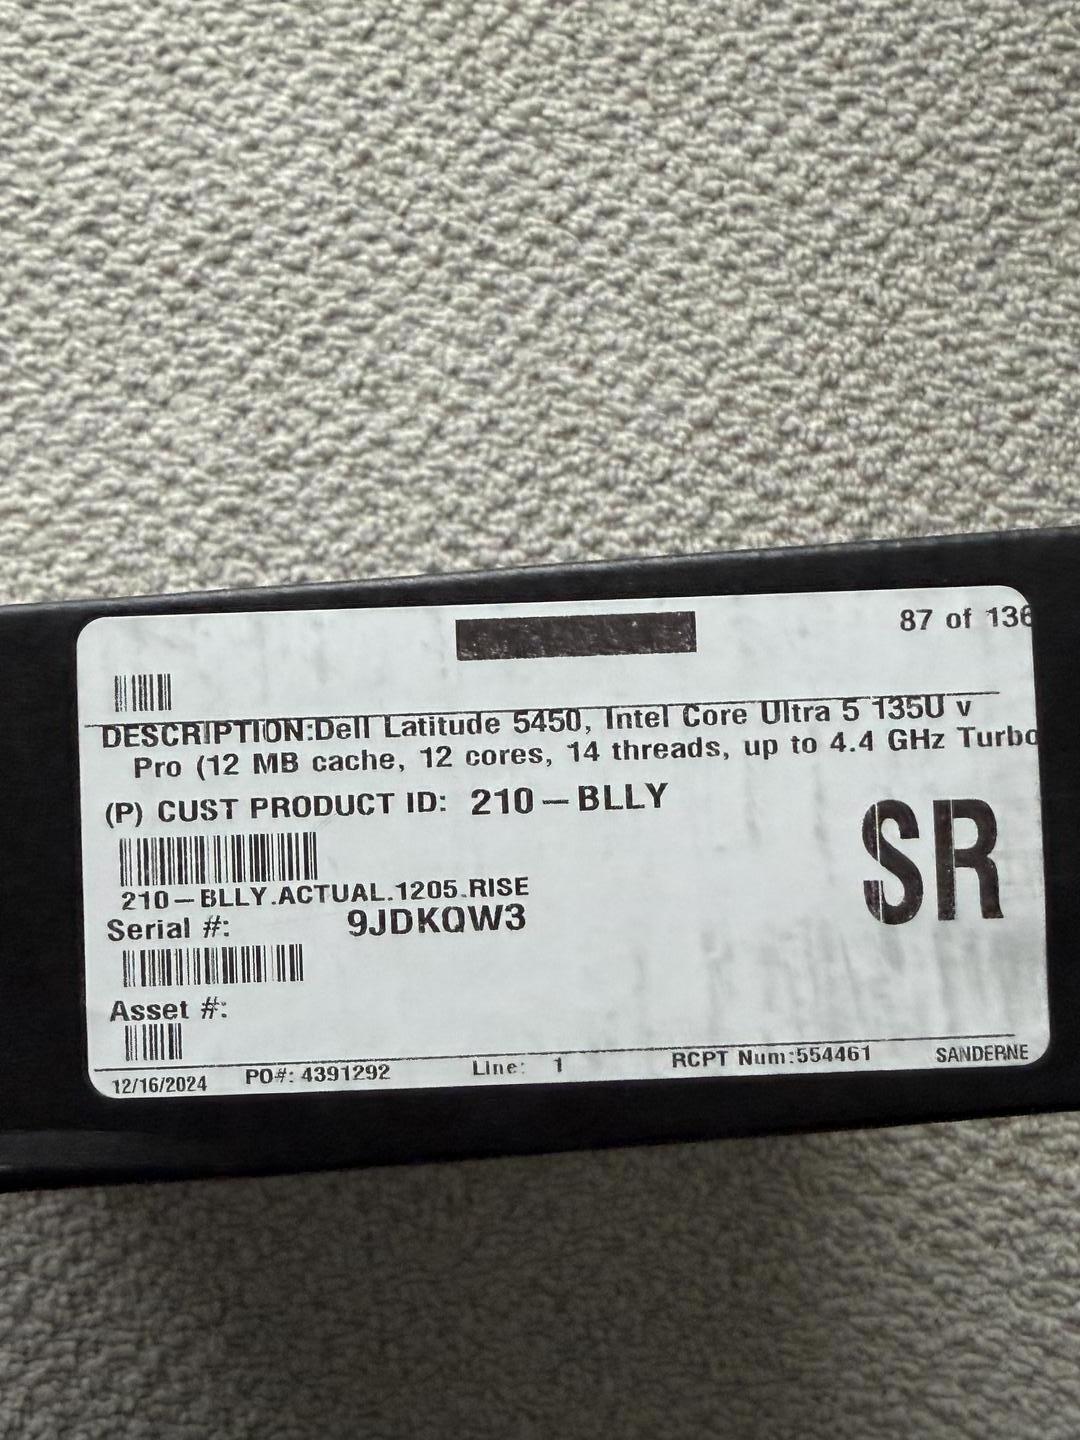 87 of 136
DESCRIPTION:Dell Latitude 5450, Intel Core Ultra 5 135U v
Pro (12 MB cache, 12 cores, 14 threads, up to 4.4 GHz Turbo
(P) CUST PRODUCT ID: 210-BLLY
SR
210-BLLY.ACTUAL.1205.RISE
Serial #: 9JDKQW3
Asset #:
12/16/2024 PO#: 4391292 Line: 1 RCPT Num:554461 SANDERNE